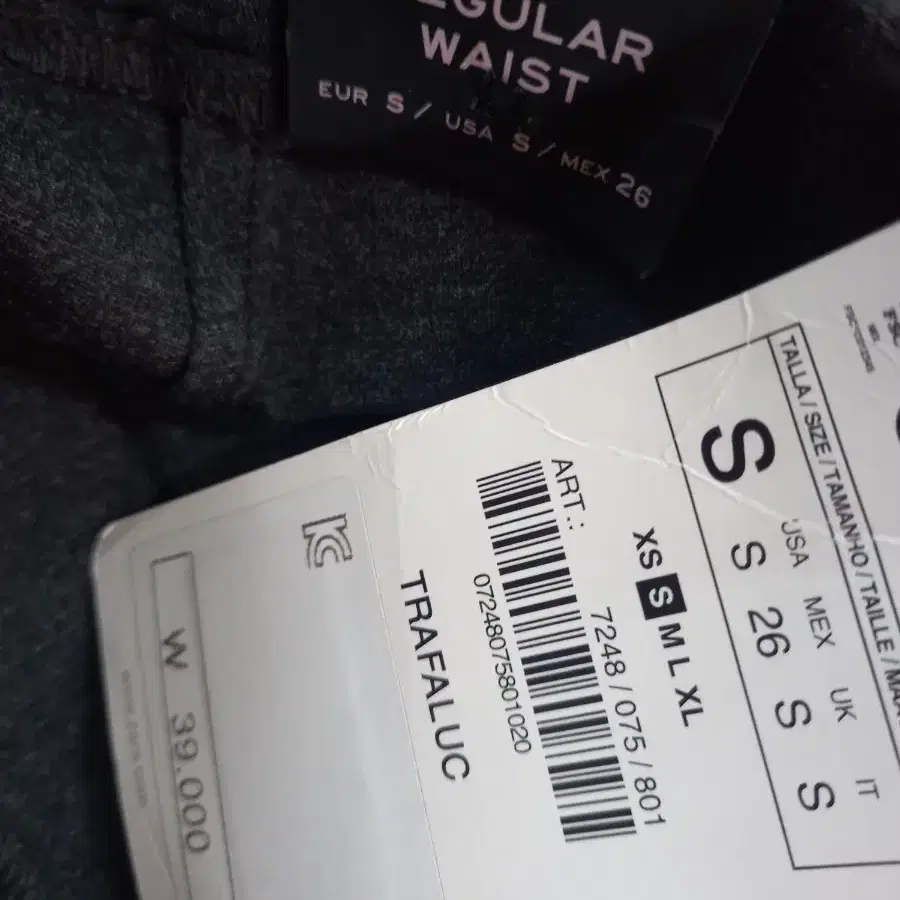 EGULAR
WAIST
EUR S / USA S / MEX 26
TALLA / SIZE / TAMANHO / TAILLE /
USA MEX UK IT
S S 26 S S
XS S M L XL
ART.: 7248 / 075 / 801
07248075801020
TRAFALUC
W 39.000